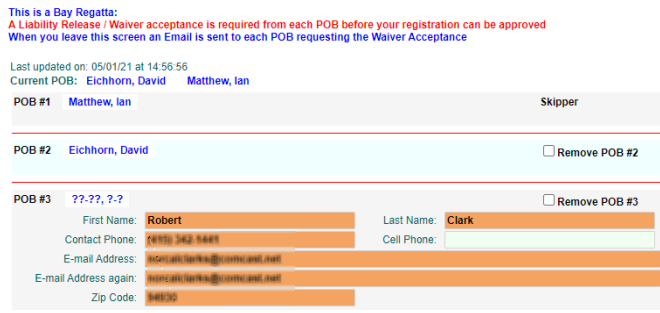 This is a Bay Regatta:
A Liability Release / Waiver acceptance is required from each POB before your registration can be approved
When you leave this screen an Email is sent to each POB requesting the Waiver Acceptance
Last updated on: 05/01/21 at 14:56:56
Current POB: Eichhorn, David Matthew, Ian
POB #1 Matthew, Ian Skipper
POB #2 Eichhorn, David Remove POB #2
POB #3 ??-??, ?-? Remove POB #3
First Name: Robert Last Name: Clark
Contact Phone: Cell Phone:
E-mail Address:
E-mail Address again:
Zip Code: